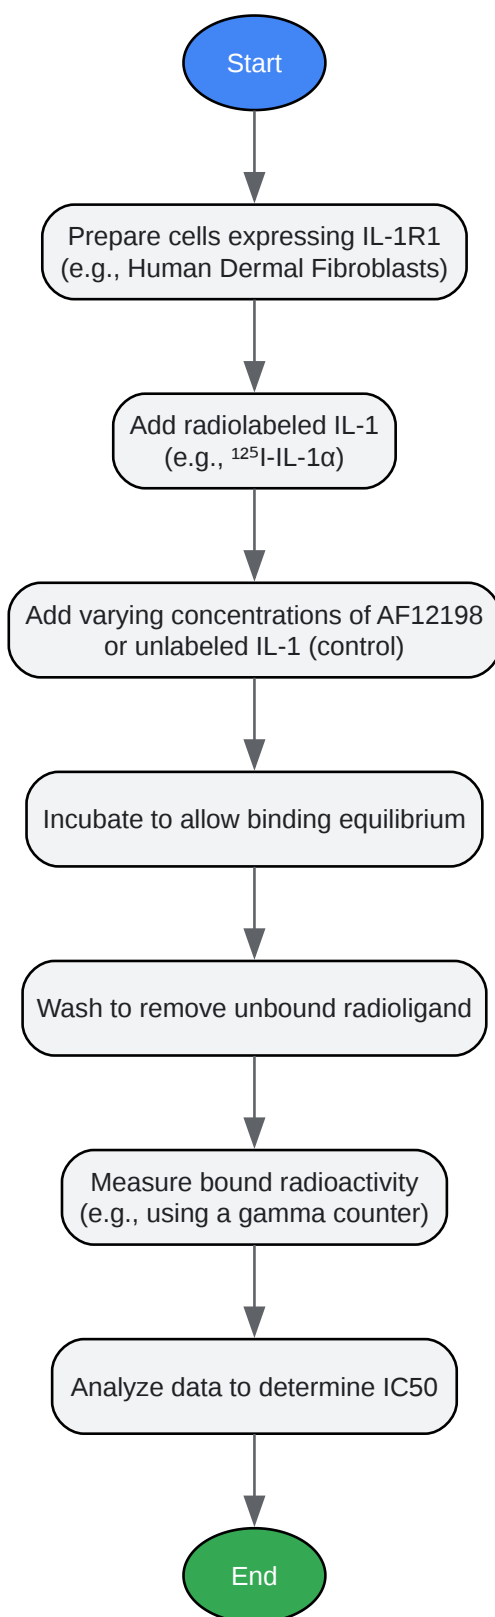 Start
Prepare cells expressing IL-1R1
(e.g., Human Dermal Fibroblasts)
Add radiolabeled IL-1
(e.g., ¹²⁵I-IL-1α)
Add varying concentrations of AF12198
or unlabeled IL-1 (control)
Incubate to allow binding equilibrium
Wash to remove unbound radioligand
Measure bound radioactivity
(e.g., using a gamma counter)
Analyze data to determine IC50
End